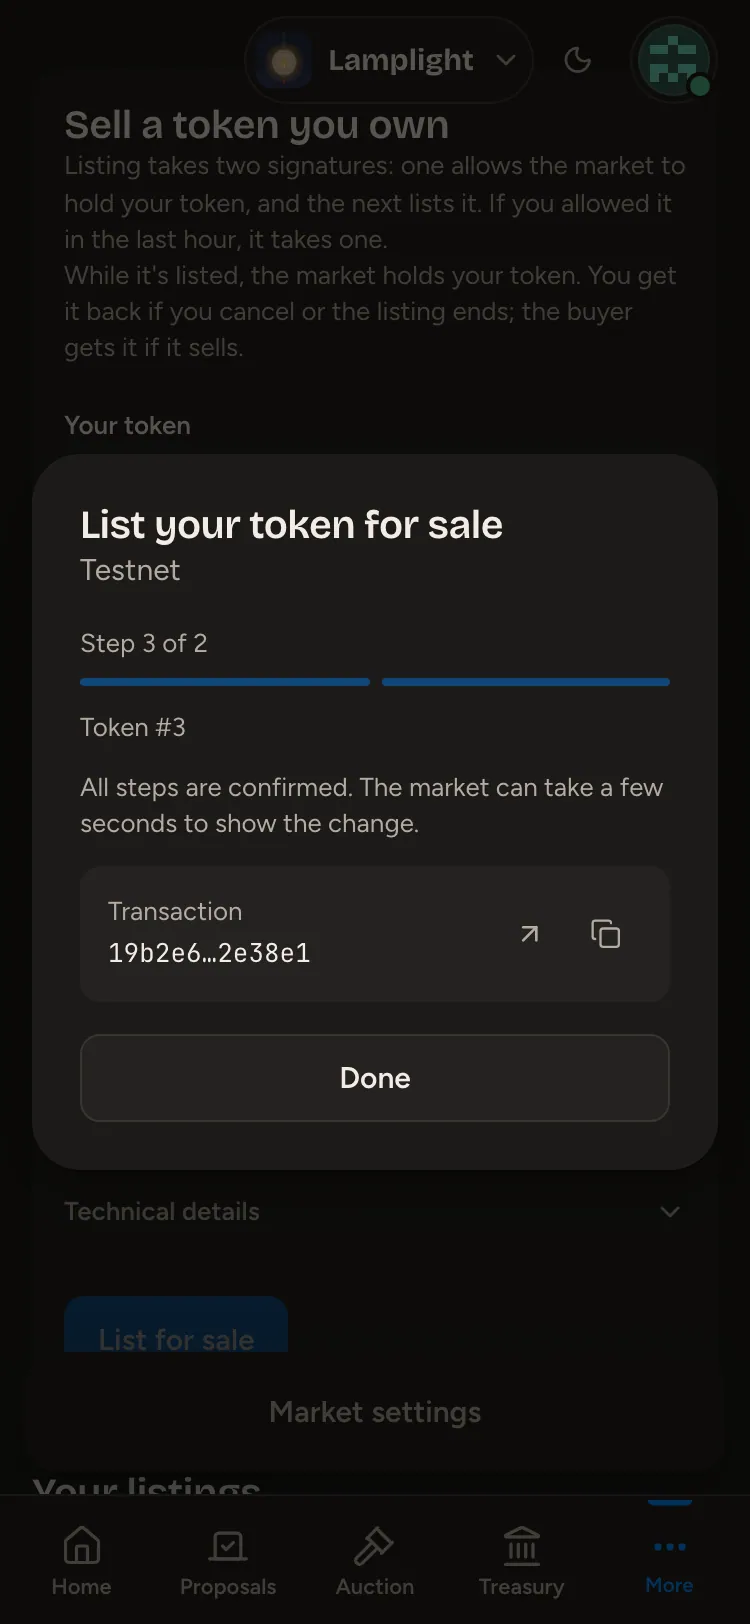 Lamplight
Sell a token you own
Listing takes two signatures: one allows the market to
hold your token, and the next lists it. If you allowed it
in the last hour, it takes one.
While it's listed, the market holds your token. You get
it back if you cancel or the listing ends; the buyer
gets it if it sells.
Your token
List your token for sale
Testnet
Step 3 of 2
Token #3
All steps are confirmed. The market can take a few
seconds to show the change.
Transaction
19b2e6…2e38e1
Done
Technical details
List for sale
Market settings
Your listings
Home
Proposals
Auction
Treasury
More